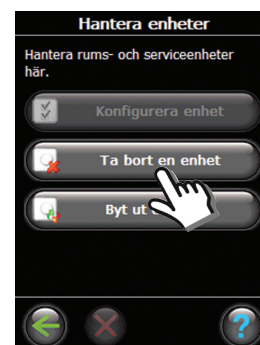 Hantera enheter
Hantera rums- och serviceenheter
här.
Konfigurera enhet
Ta bort en enhet
Byt ut
?